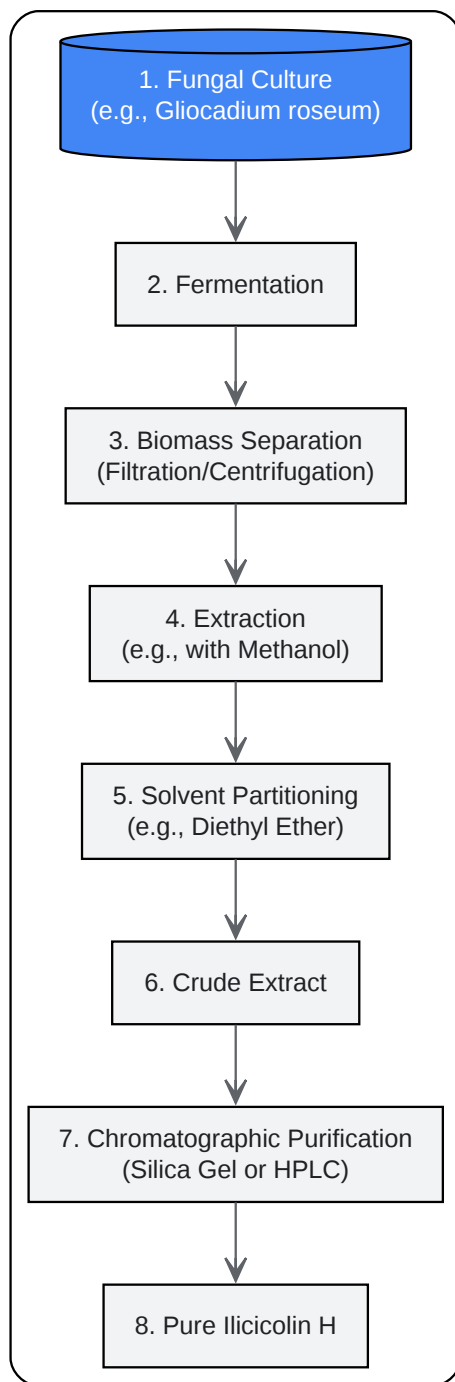 1. Fungal Culture
(e.g., Gliocadium roseum)
2. Fermentation
3. Biomass Separation
(Filtration/Centrifugation)
4. Extraction
(e.g., with Methanol)
5. Solvent Partitioning
(e.g., Diethyl Ether)
6. Crude Extract
7. Chromatographic Purification
(Silica Gel or HPLC)
8. Pure Ilicicolin H